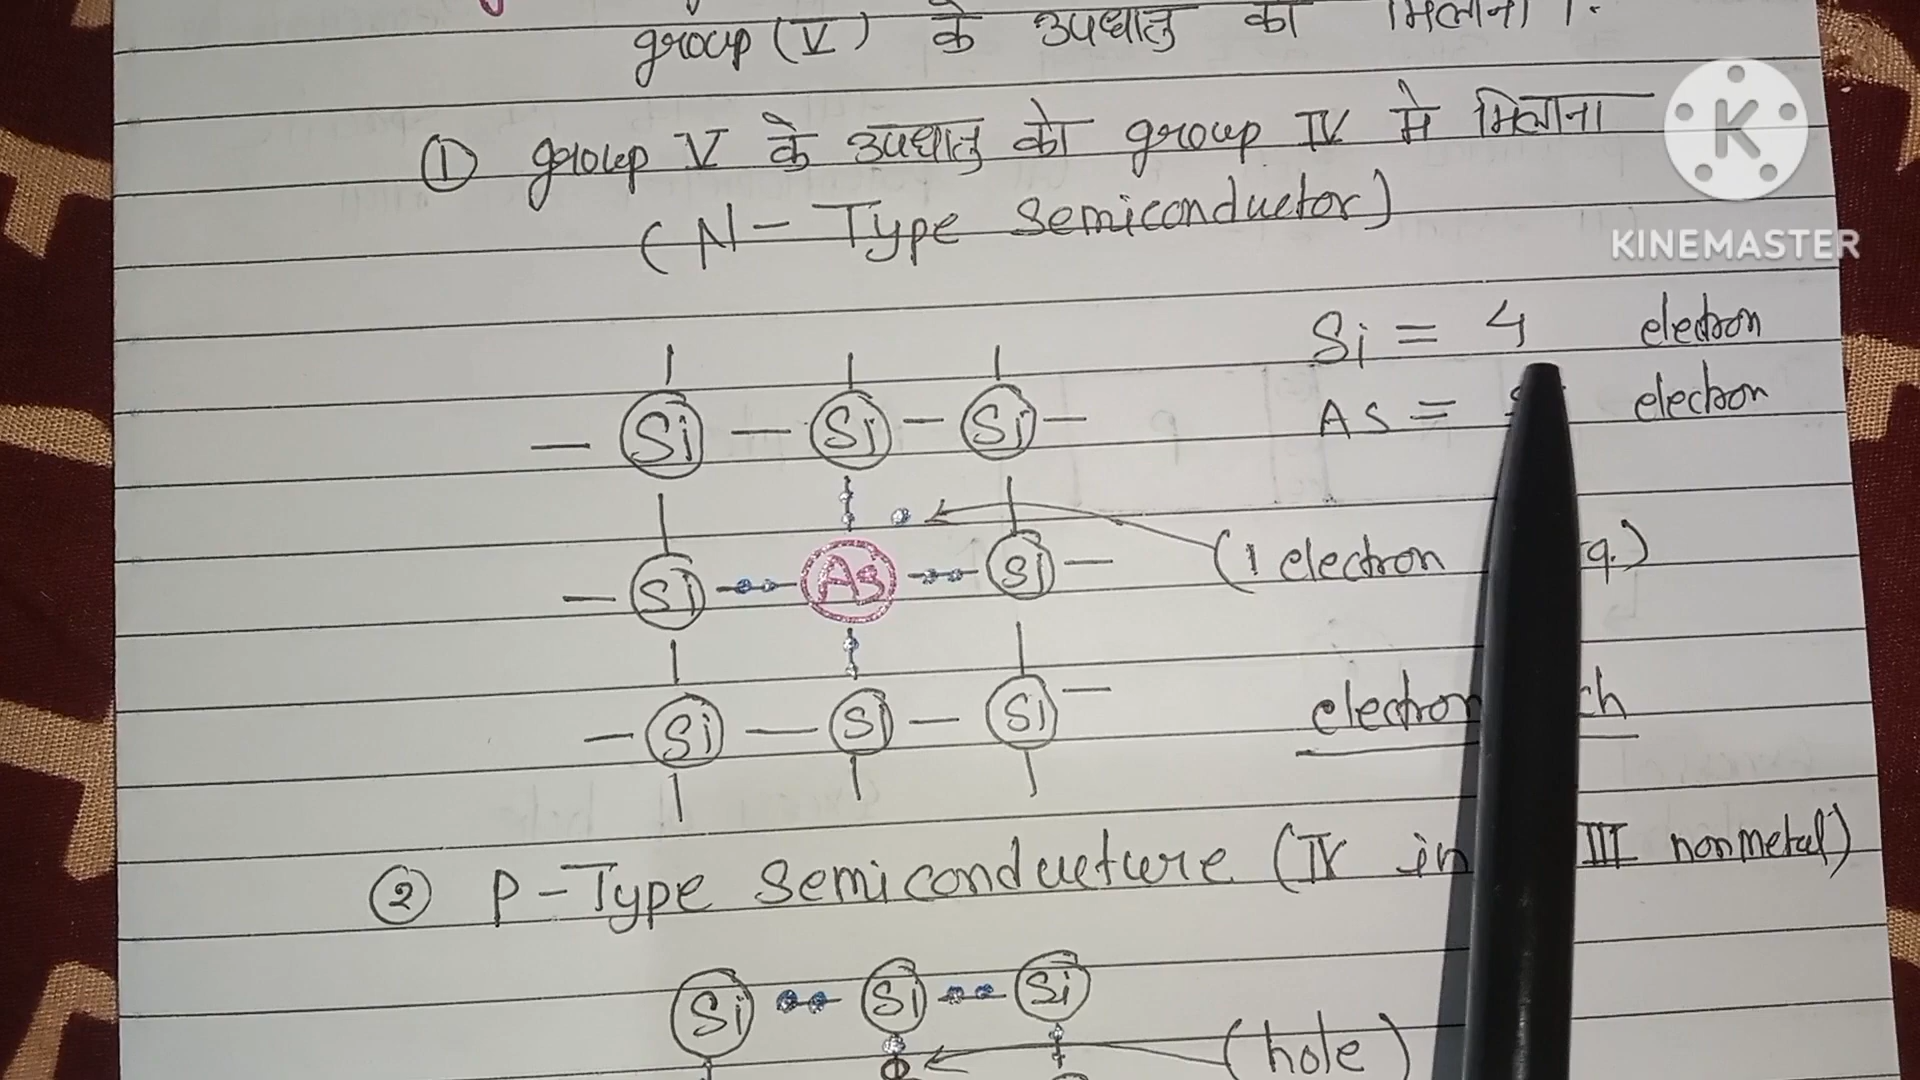 group (V) के उपधातु को मिलाना ।.
① group V के उपधातु को group IV मे मिलाना
(N - Type Semiconductor)
K
KINEMASTER
Si = 4 electron
As = electron
- Si - Si - Si -
(1 electron
- Si - As - Si -
- Si - Si - Si -
electron
② P - Type Semiconducture (IV in III nonmetal)
Si Si Si
(hole)